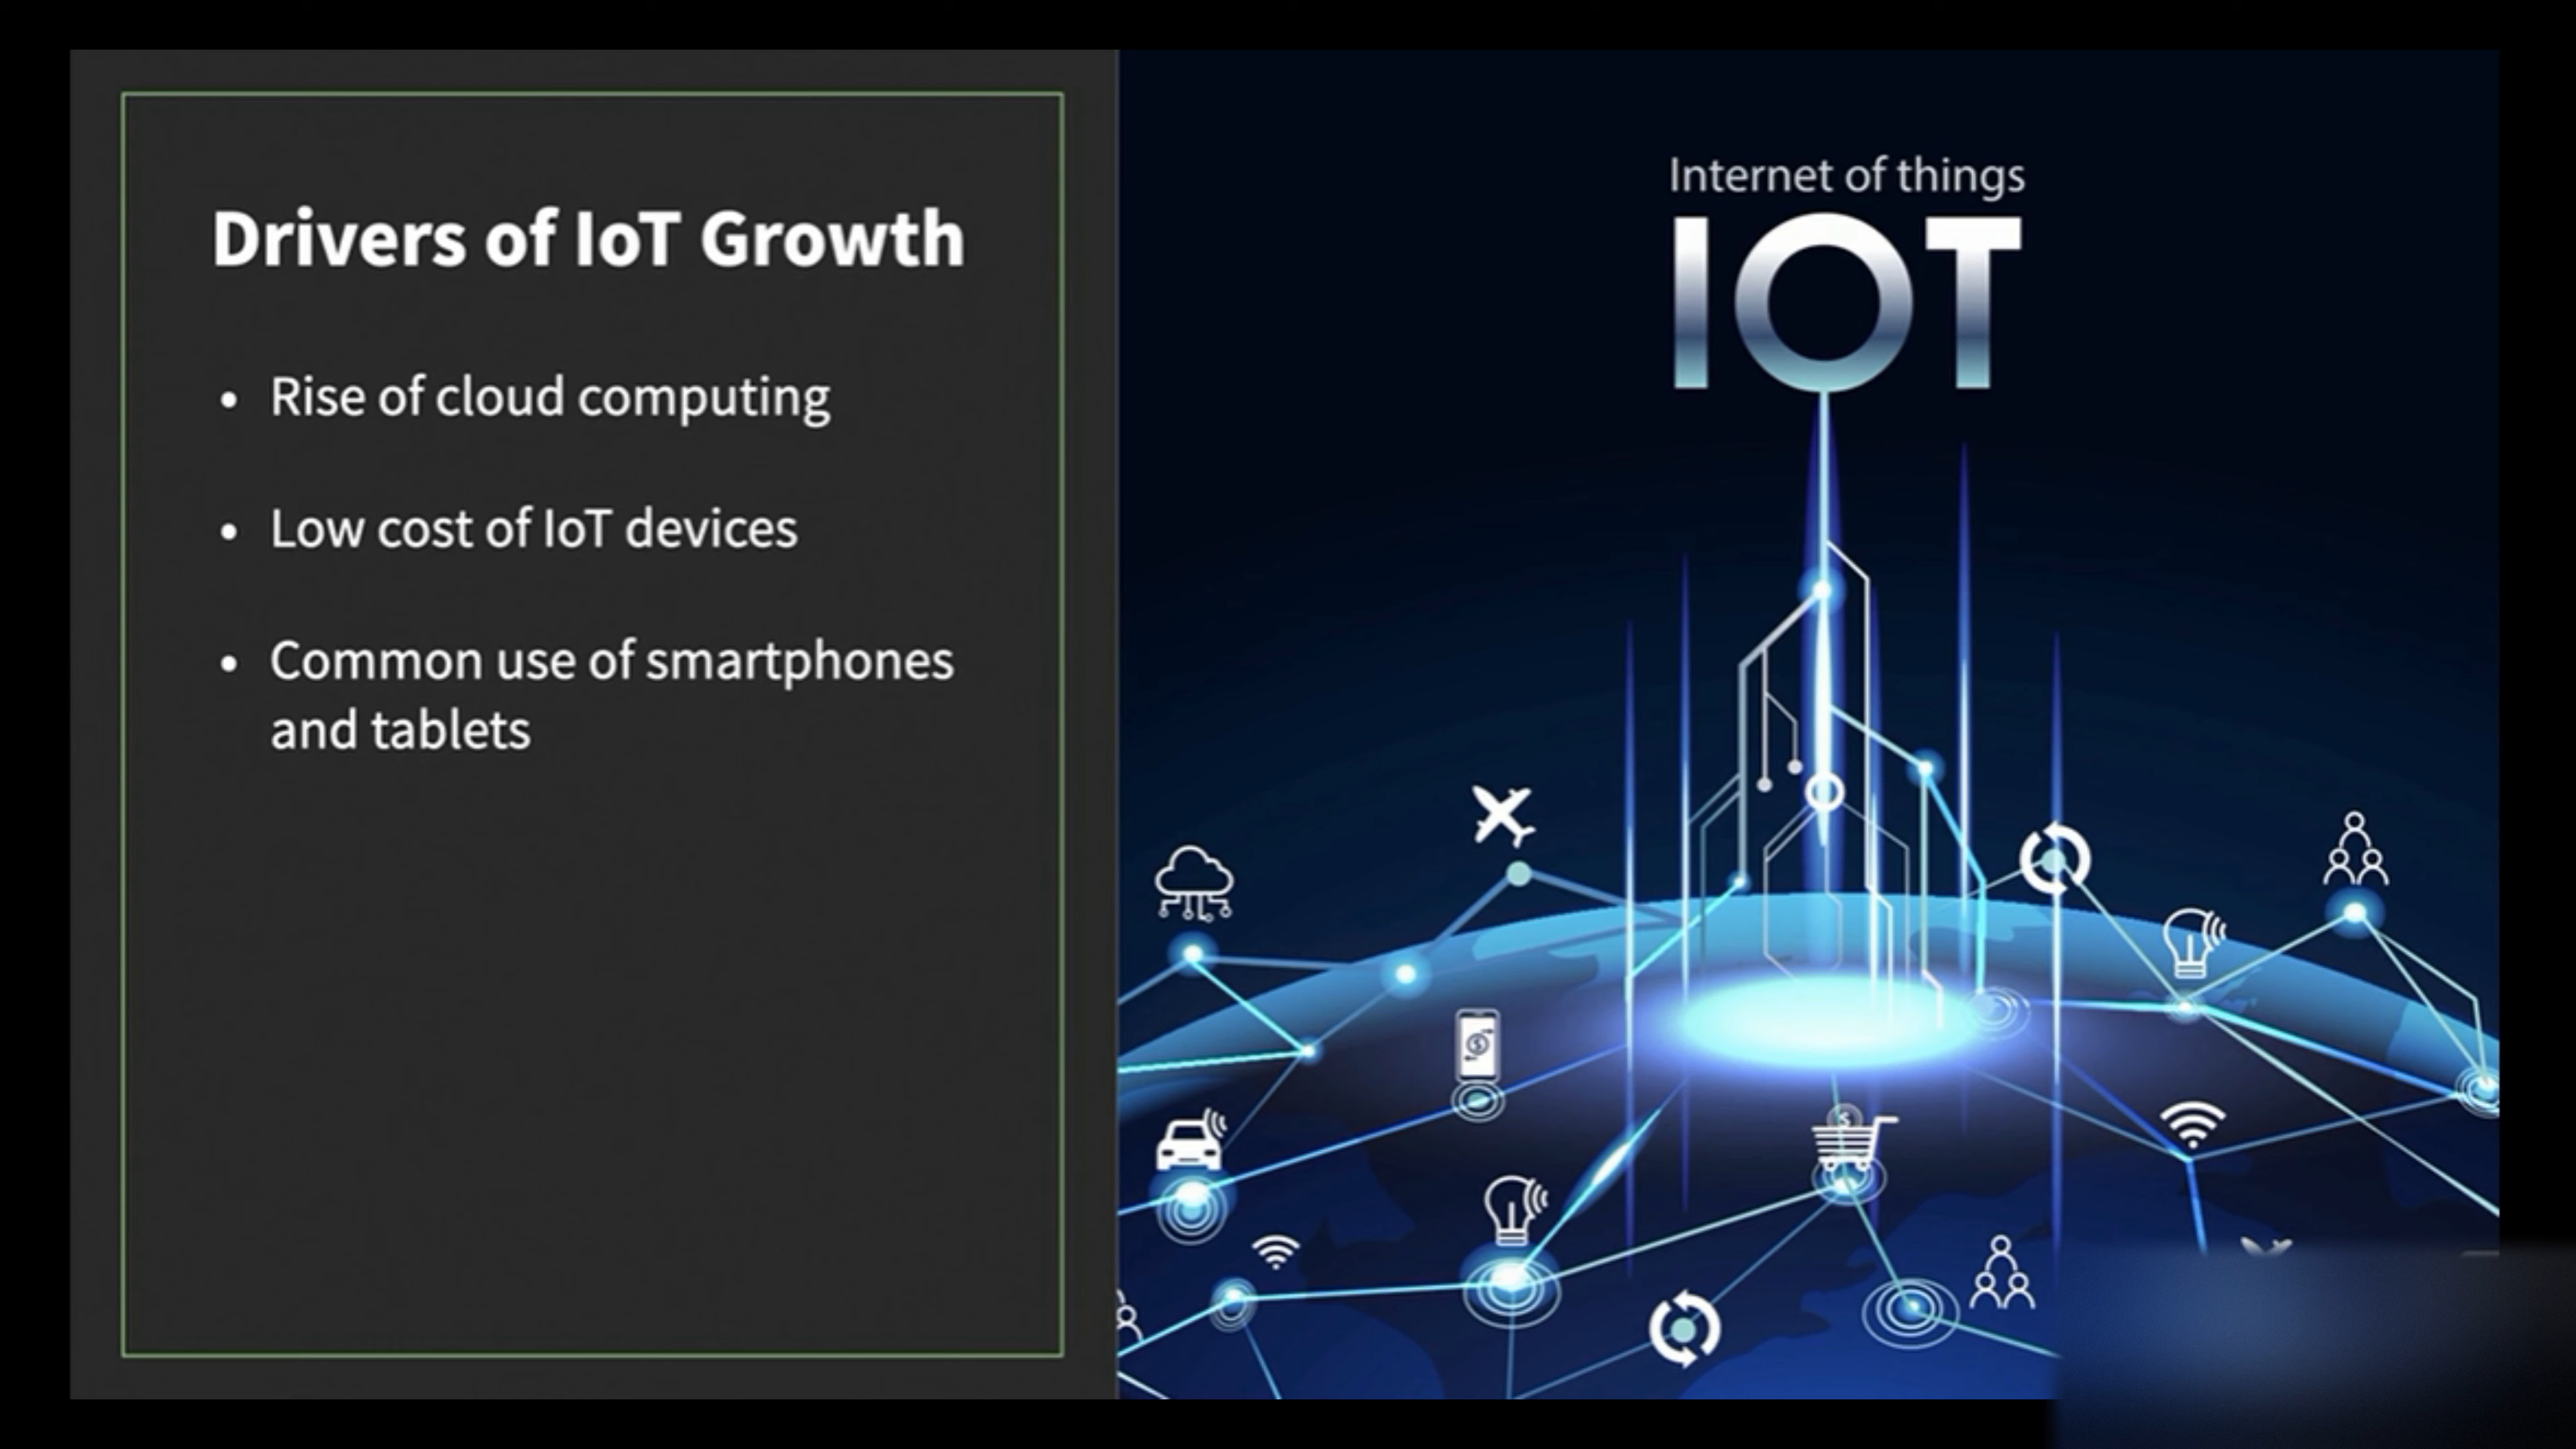 Drivers of IoT Growth
• Rise of cloud computing
• Low cost of IoT devices
• Common use of smartphones
and tablets
Internet of things
IOT
$
$